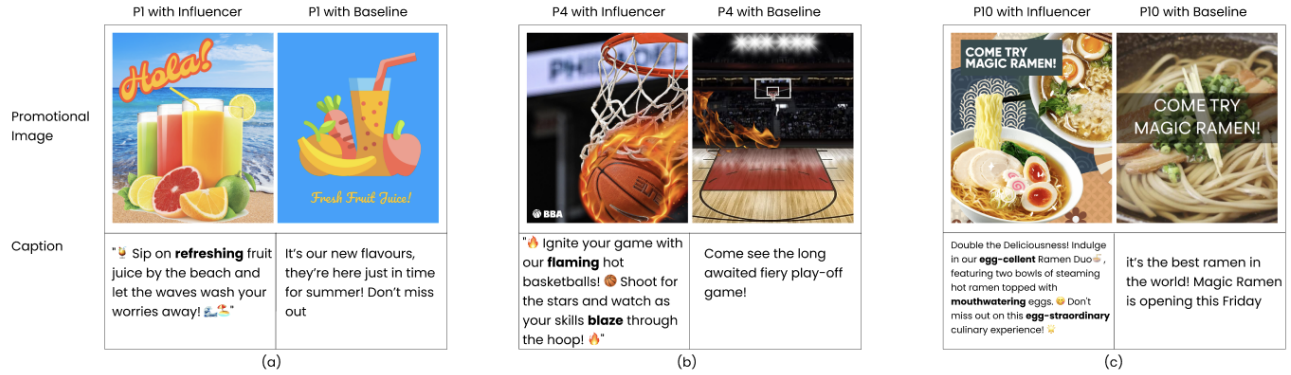 P1 with Influencer
P1 with Baseline
P4 with Influencer
P4 with Baseline
P10 with Influencer
P10 with Baseline
Promotional
Image
Hola!
Fresh Fruit Juice!
BBA
COME TRY
MAGIC RAMEN!
COME TRY
MAGIC RAMEN!
Caption
"🍹 Sip on refreshing fruit
juice by the beach and
let the waves wash your
worries away! 🌊🏖️"
It's our new flavours,
they're here just in time
for summer! Don't miss
out
"🔥 Ignite your game with
our flaming hot
basketballs! 🏀 Shoot for
the stars and watch as
your skills blaze through
the hoop! 🔥"
Come see the long
awaited fiery play-off
game!
Double the Deliciousness! Indulge
in our egg-cellent Ramen Duo🍜,
featuring two bowls of steaming
hot ramen topped with
mouthwatering eggs. 😋 Don't
miss out on this egg-straordinary
culinary experience! 🌟
it's the best ramen in
the world! Magic Ramen
is opening this Friday
(a)
(b)
(c)